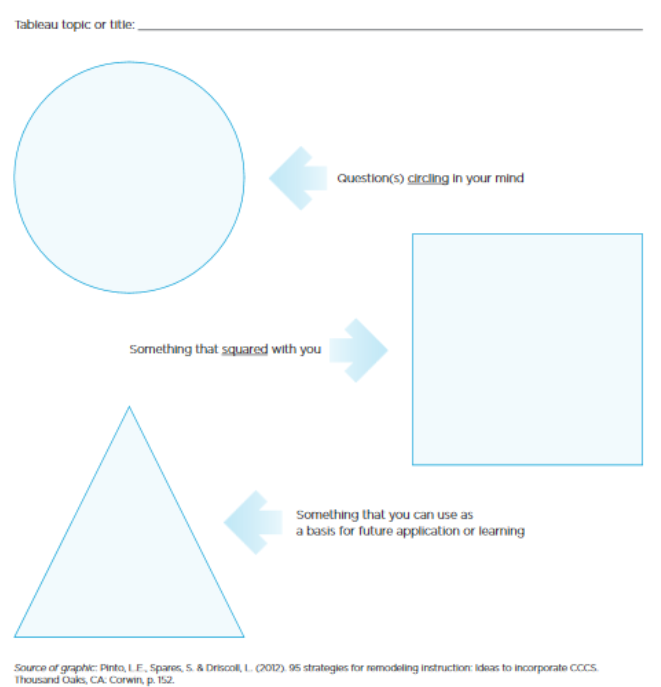 Tableau topic or title:
Question(s) circling in your mind
Something that squared with you
Something that you can use as
a basis for future application or learning
Source of graphic: Pinto, L.E., Spares, S. & Driscoll, L. (2012). 95 strategies for remodeling instruction: Ideas to incorporate CCCS.
Thousand Oaks, CA: Corwin, p. 152.